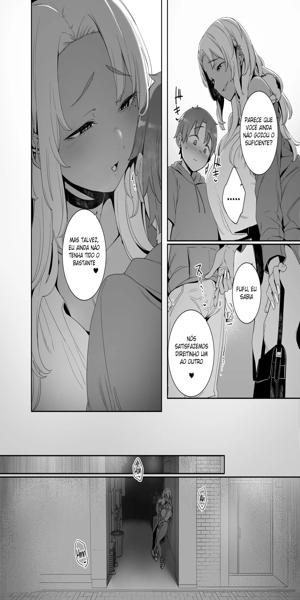 PARECE QUE
VOCÊ AINDA
NÃO GOZOU O
SUFICIENTE?
.....
FUFU, EU
SABIA
NÓS
SATISFAZEMOS
DIREITINHO UM
AO OUTRO
MAS TALVEZ,
EU AINDA NÃO
TENHA TIDO O
BASTANTE
♥